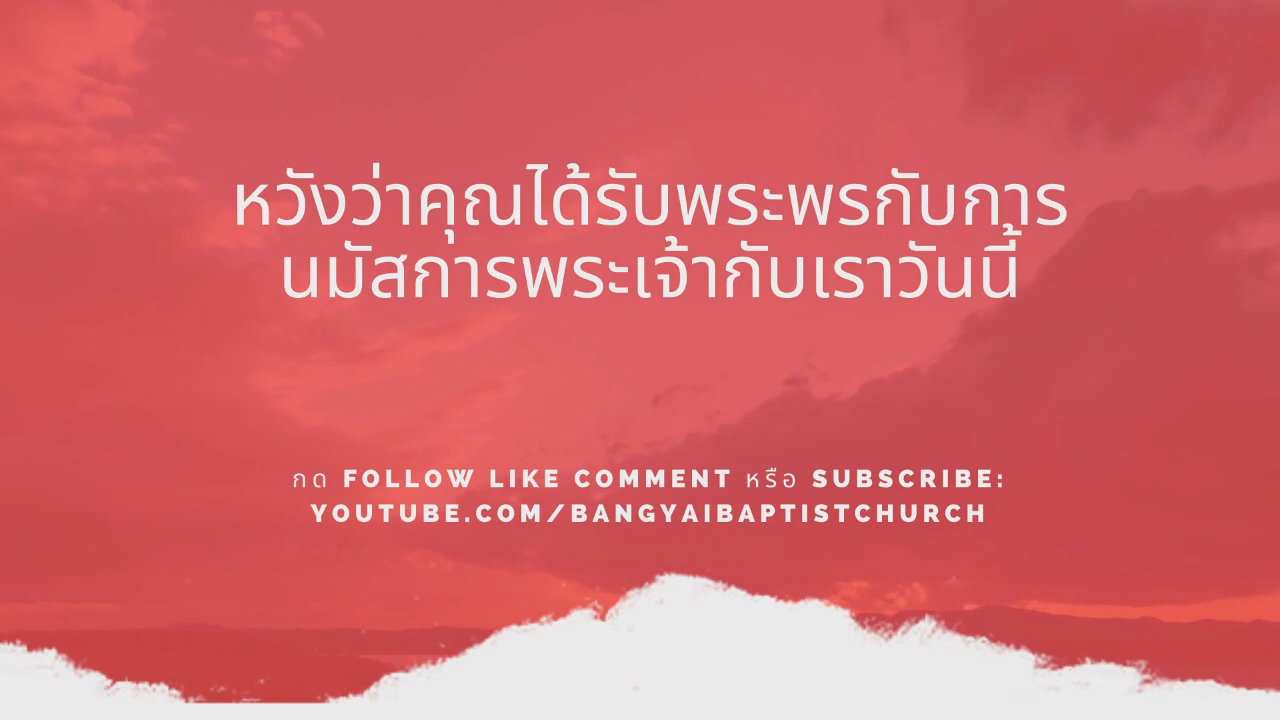 หวังว่าคุณได้รับพระพรกับการ
นมัสการพระเจ้ากับเราวันนี้
กด FOLLOW LIKE COMMENT หรือ SUBSCRIBE:
YOUTUBE.COM/BANGYAIBAPTISTCHURCH